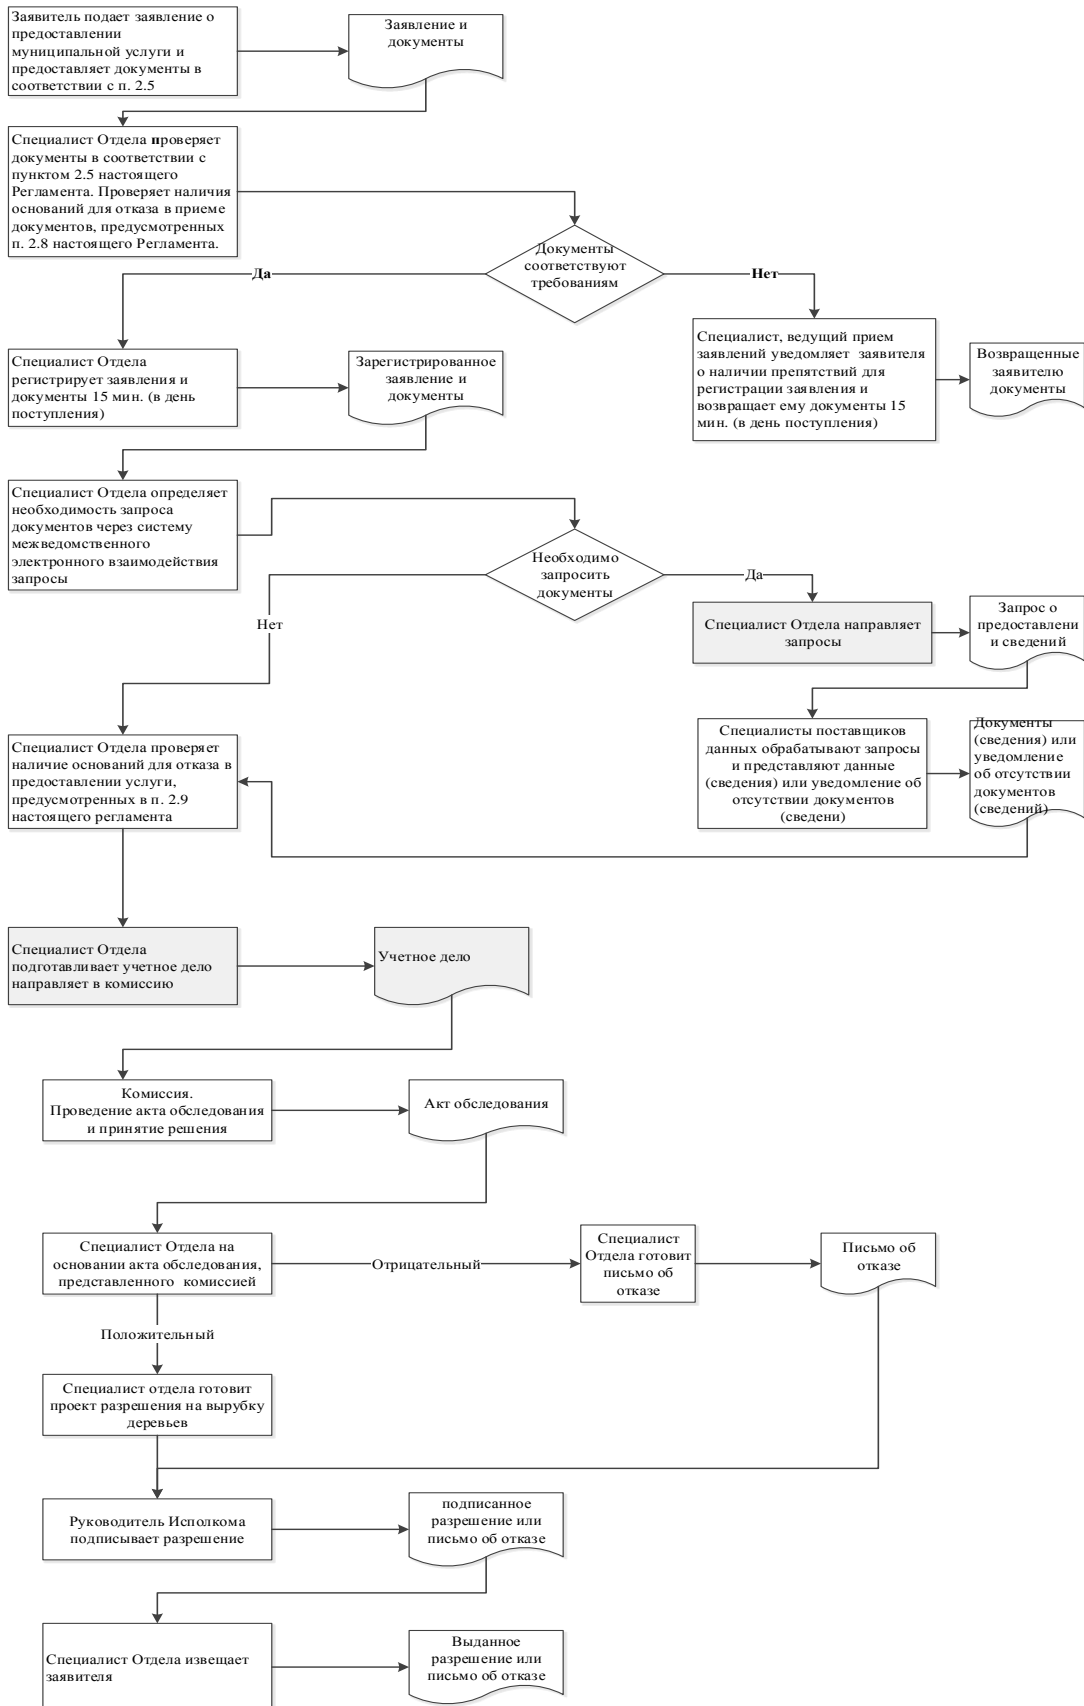 Заявитель подает заявление о
предоставлении
муниципальной услуги и
предоставляет документы в
соответствии с п. 2.5
Заявление и
документы
Специалист Отдела проверяет
документы в соответствии с
пунктом 2.5 настоящего
Регламента. Проверяет наличия
оснований для отказа в приеме
документов, предусмотренных
п. 2.8 настоящего Регламента.
Документы
соответствуют
требованиям
Да
Нет
Специалист Отдела
регистрирует заявления и
документы 15 мин. (в день
поступления)
Зарегистрированное
заявление и
документы
Специалист, ведущий прием
заявлений уведомляет заявителя
о наличии препятствий для
регистрации заявления и
возвращает ему документы 15
мин. (в день поступления)
Возвращенные
заявителю
документы
Специалист Отдела определяет
необходимость запроса
документов через систему
межведомственного
электронного взаимодействия
запросы
Необходимо
запросить
документы
Да
Нет
Специалист Отдела направляет
запросы
Запрос о
предоставлени
и сведений
Специалист Отдела проверяет
наличие оснований для отказа в
предоставлении услуги,
предусмотренных в п. 2.9
настоящего регламента
Специалисты поставщиков
данных обрабатывают запросы
и представляют данные
(сведения) или уведомление об
отсутствии документов
(сведени)
Документы
(сведения) или
уведомление
об отсутствии
документов
(сведений)
Специалист Отдела
подготавливает учетное дело
направляет в комиссию
Учетное дело
Комиссия.
Проведение акта обследования
и принятие решения
Акт обследования
Специалист Отдела на
основании акта обследования,
представленного комиссией
Отрицательный
Специалист
Отдела готовит
письмо об
отказе
Письмо об
отказе
Положительный
Специалист отдела готовит
проект разрешения на вырубку
деревьев
Руководитель Исполкома
подписывает разрешение
подписанное
разрешение или
письмо об отказе
Специалист Отдела извещает
заявителя
Выданное
разрешение или
письмо об отказе